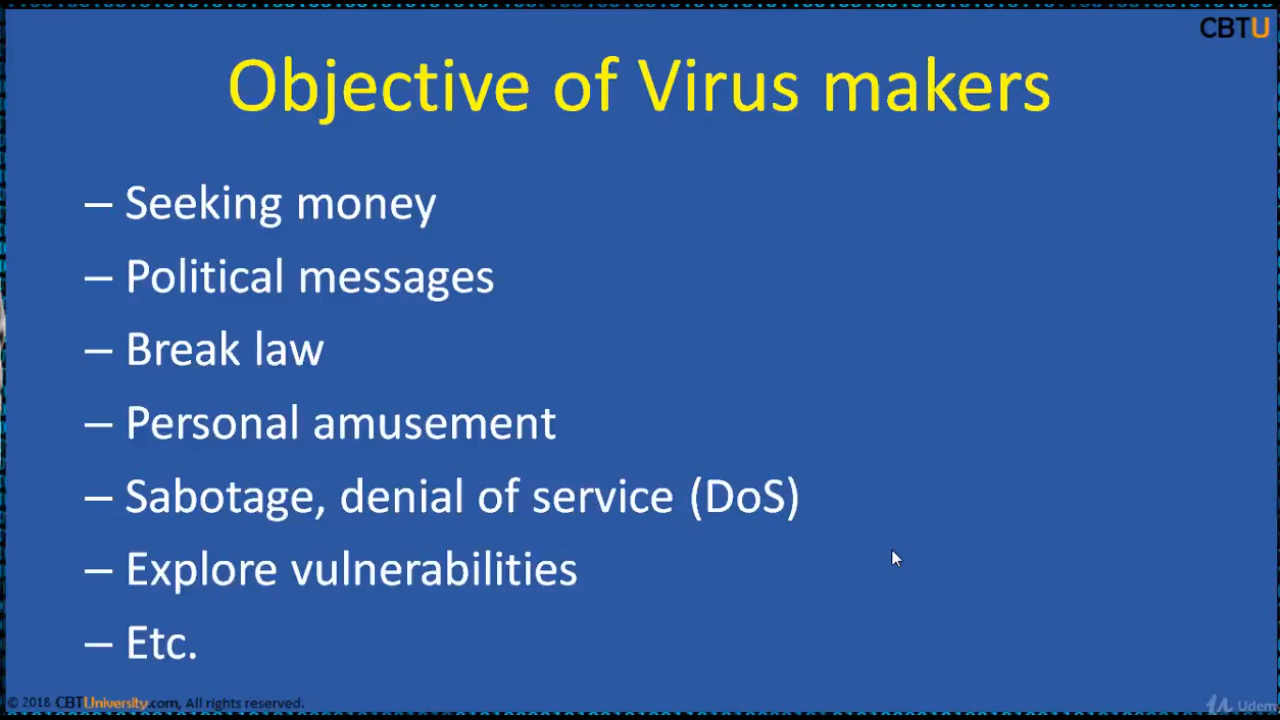 CBTU
Objective of Virus makers
– Seeking money
– Political messages
– Break law
– Personal amusement
– Sabotage, denial of service (DoS)
– Explore vulnerabilities
– Etc.
© 2018 CBTUniversity.com, All rights reserved.